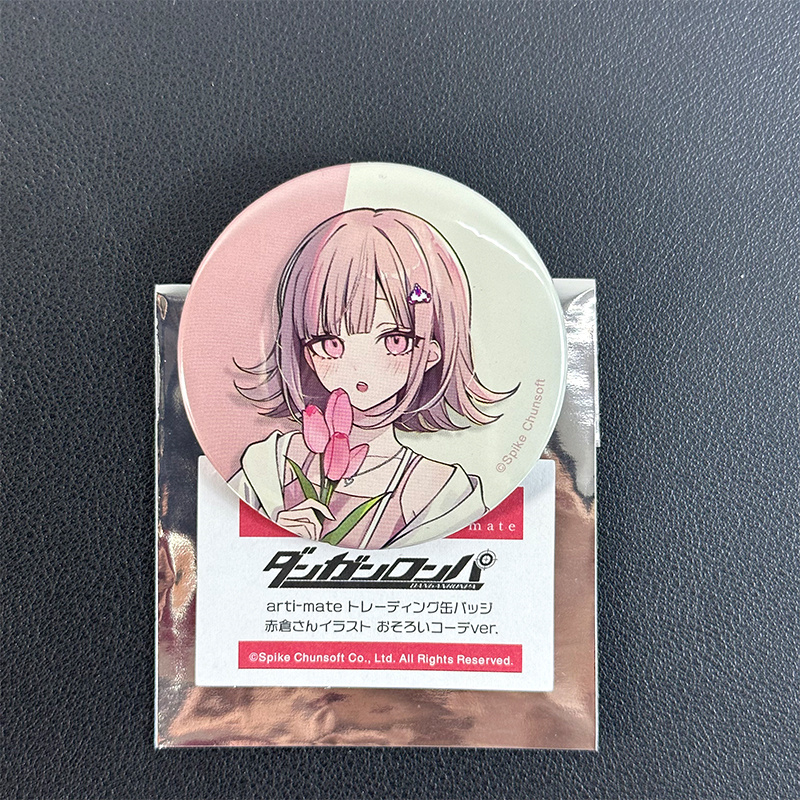 ©Spike Chunsoft
mate
ダンガンロンパ
DANGANRONPA
arti-mate トレーディング缶バッジ
赤倉さんイラスト おそろいコーデver.
©Spike Chunsoft Co., Ltd. All Rights Reserved.